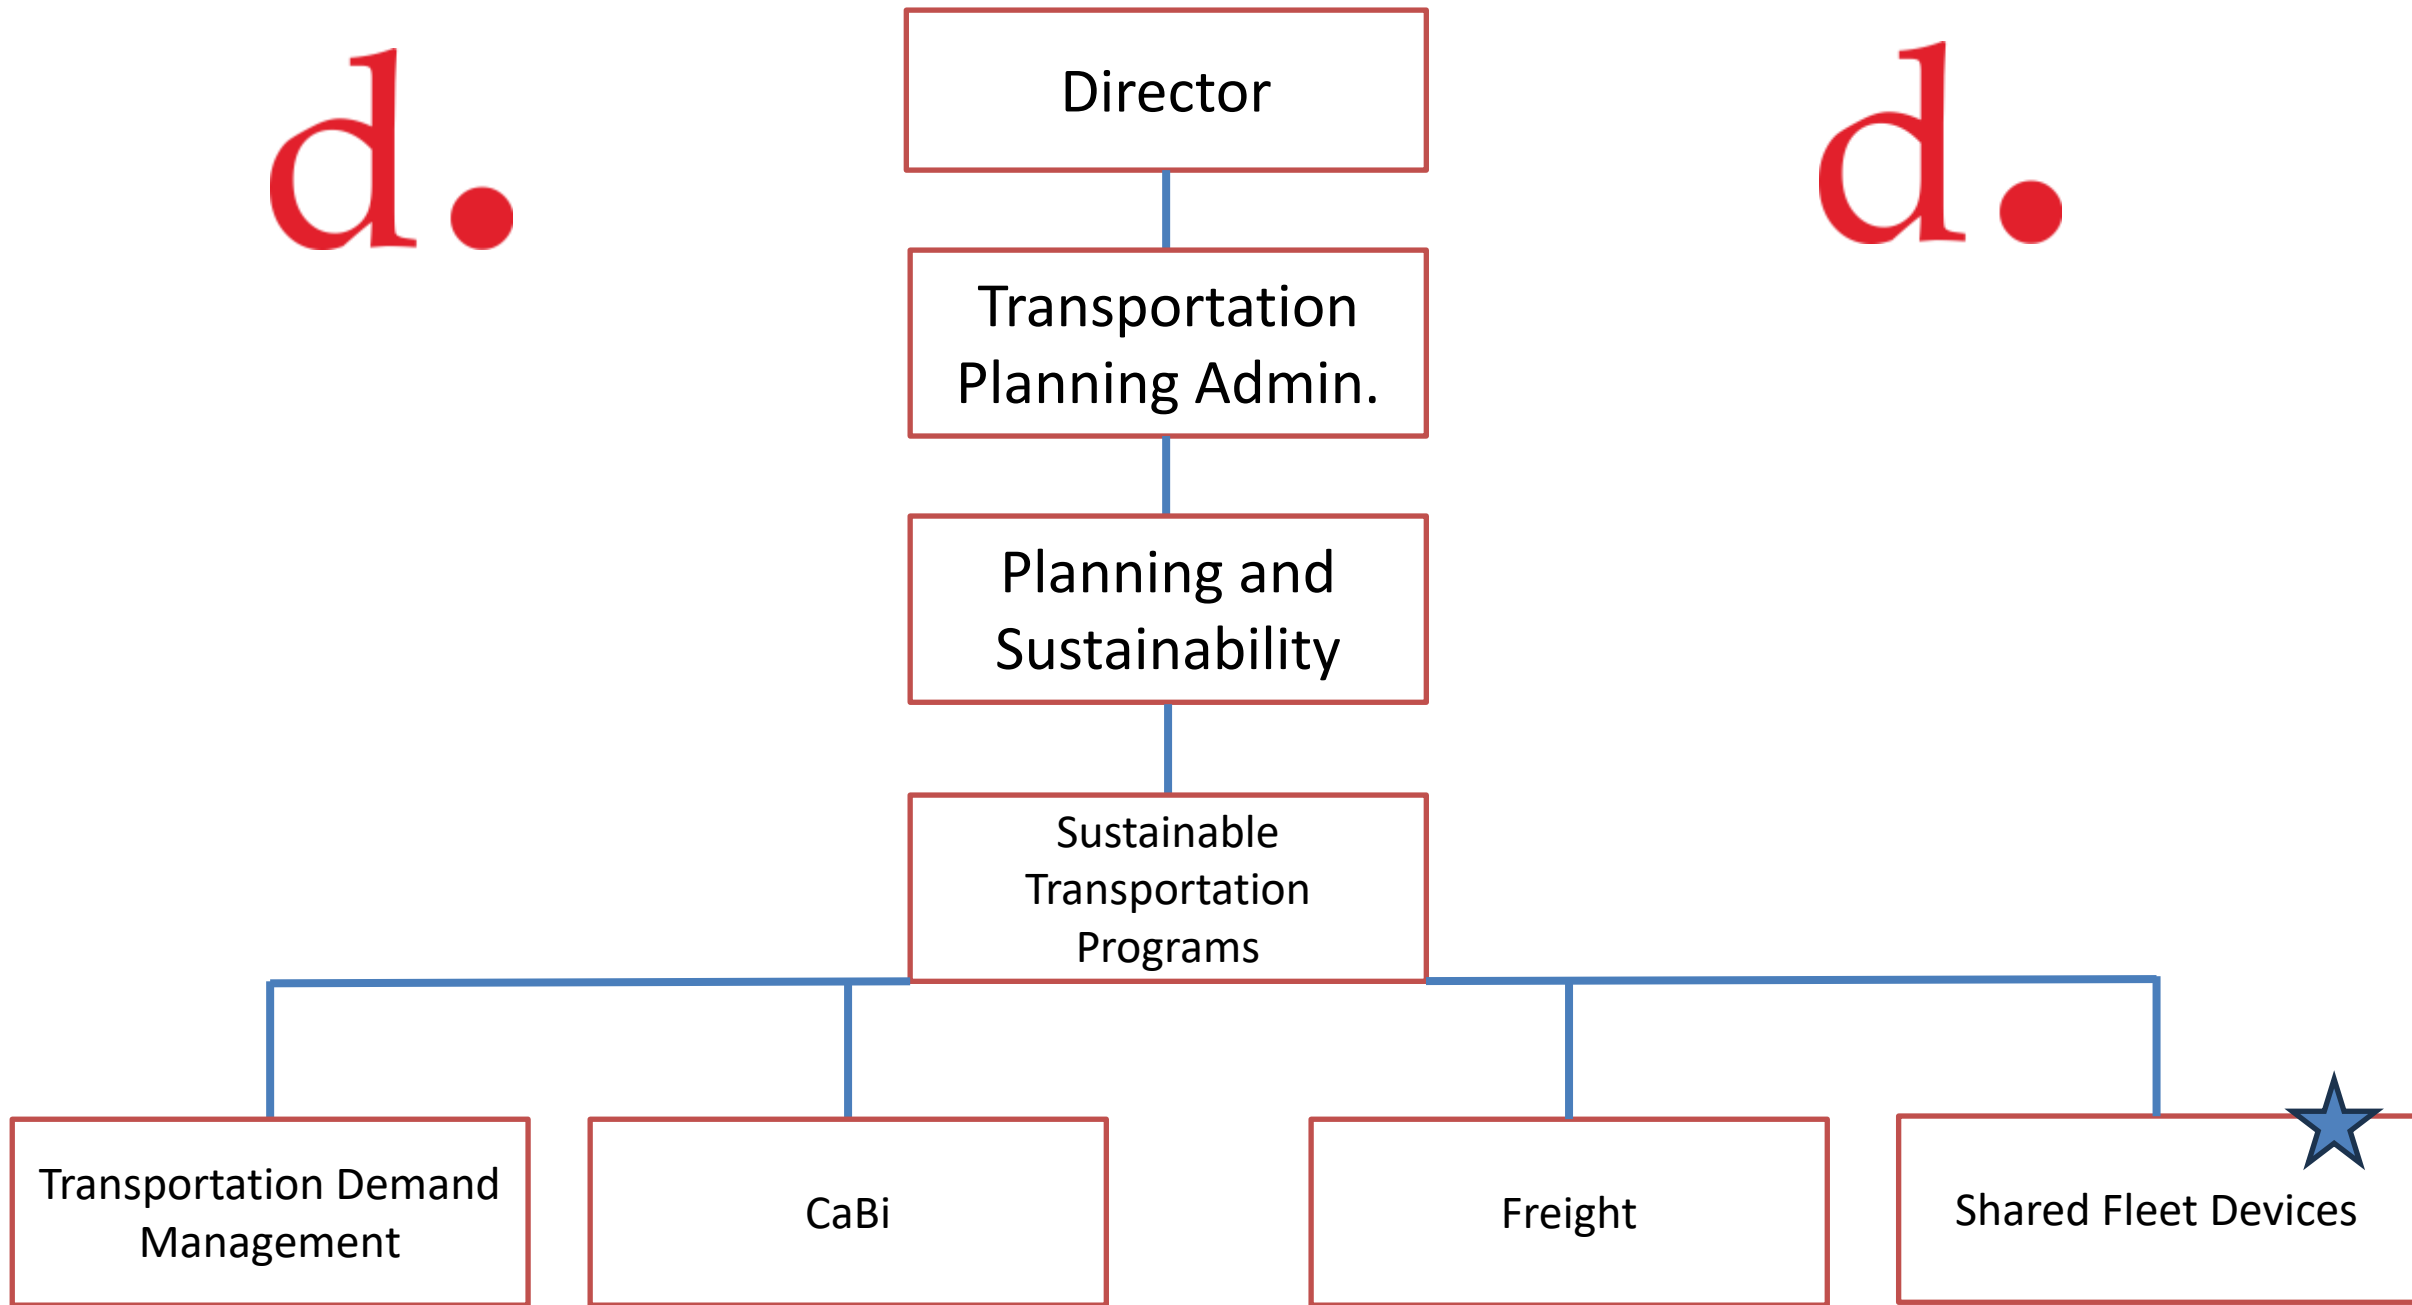 d.
Director
d.
Transportation
Planning Admin.
Planning and
Sustainability
Sustainable
Transportation
Programs
Transportation Demand
Management
CaBi
Freight
Shared Fleet Devices